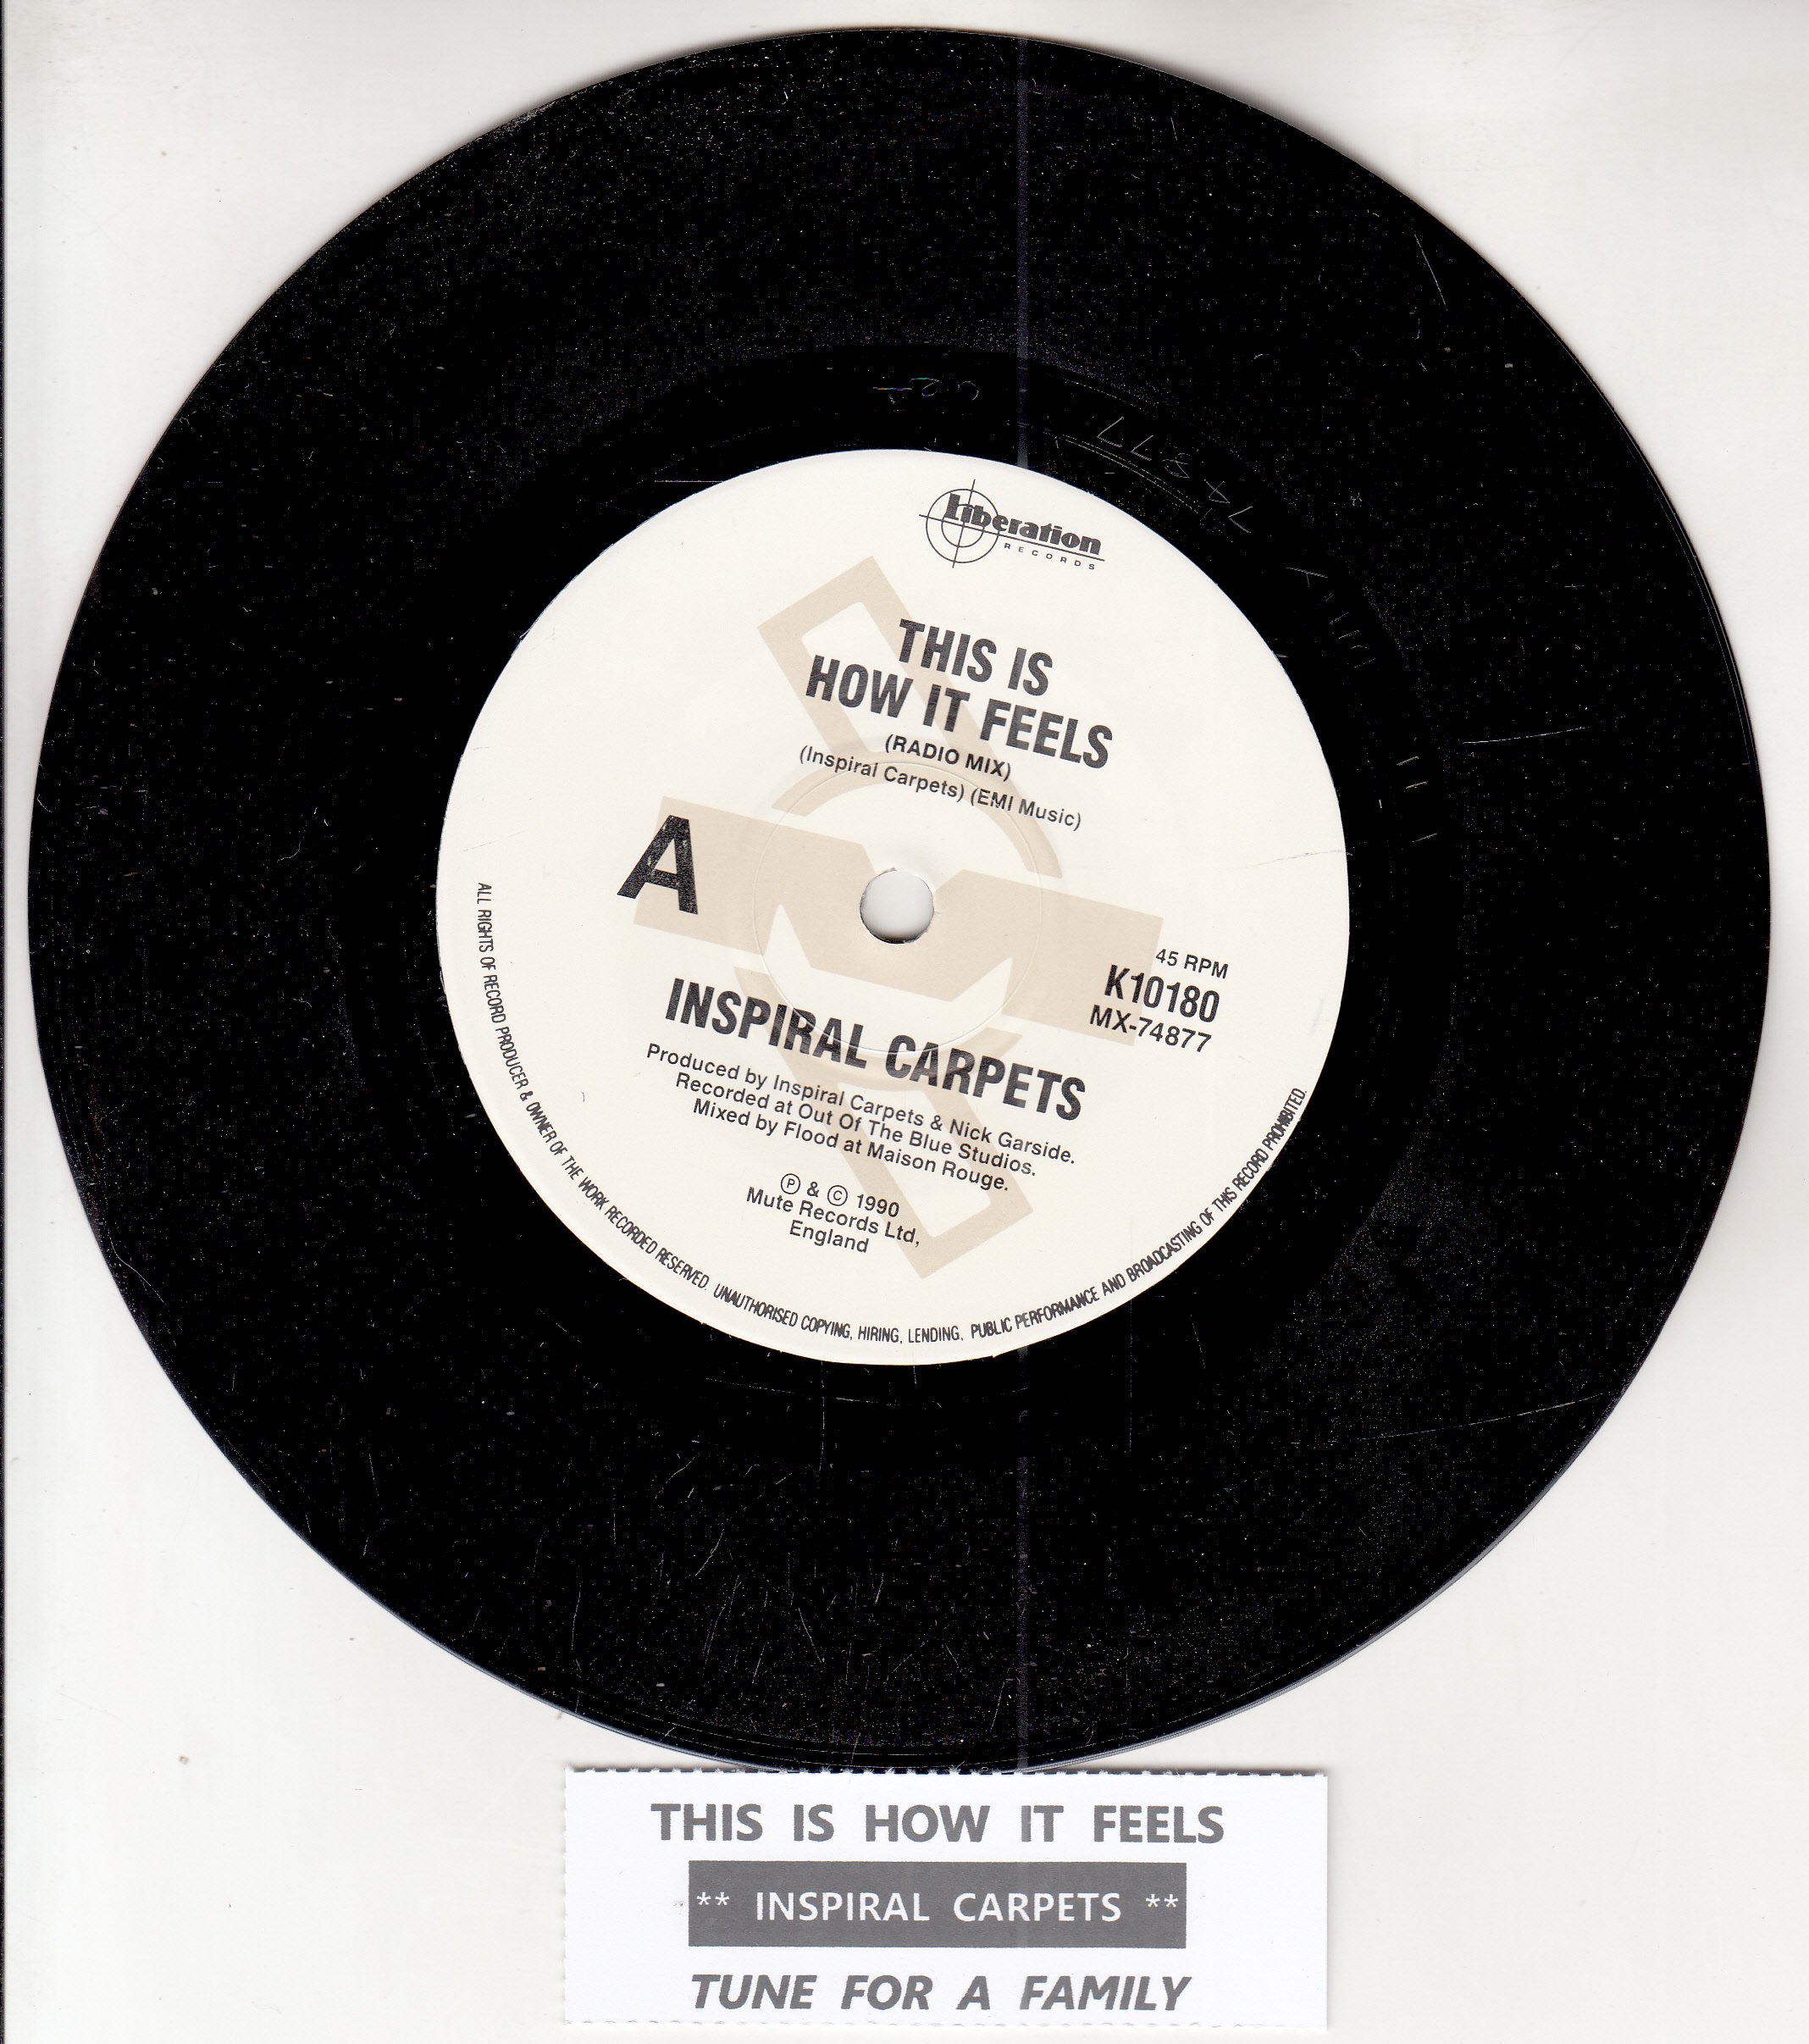 Liberation
RECORDS
THIS IS
HOW IT FEELS
(RADIO MIX)
(Inspiral Carpets) (EMI Music)
A
45 RPM
K10180
MX-74877
INSPIRAL CARPETS
Produced by Inspiral Carpets & Nick Garside.
Recorded at Out Of The Blue Studios.
Mixed by Flood at Maison Rouge.
Ⓟ & © 1990
Mute Records Ltd,
England
ALL RIGHTS OF RECORD PRODUCER & OWNER OF THE WORK RECORDED RESERVED. UNAUTHORISED COPYING, HIRING, LENDING, PUBLIC PERFORMANCE AND BROADCASTING OF THIS RECORD PROHIBITED.
74877
THIS IS HOW IT FEELS
** INSPIRAL CARPETS **
TUNE FOR A FAMILY